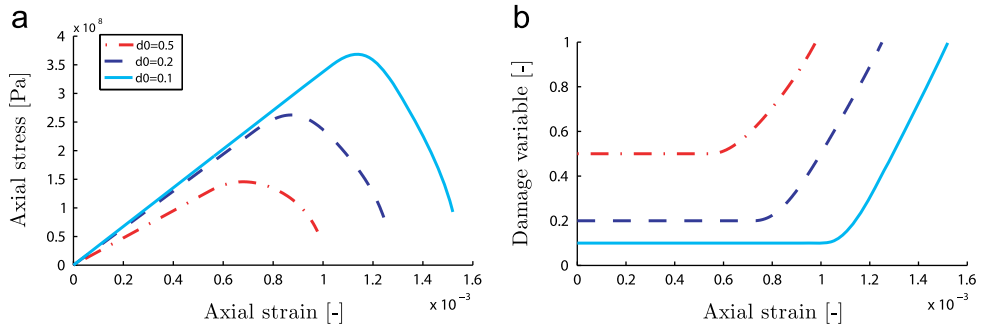 a
x 10⁸
4
3.5
3
2.5
2
1.5
1
0.5
0
Axial stress [Pa]
d0=0.5
d0=0.2
d0=0.1
0 0.2 0.4 0.6 0.8 1 1.2 1.4 1.6
x 10⁻³
Axial strain [-]
b
1
0.8
0.6
0.4
0.2
0
Damage variable [-]
0 0.2 0.4 0.6 0.8 1 1.2 1.4 1.6
x 10⁻³
Axial strain [-]